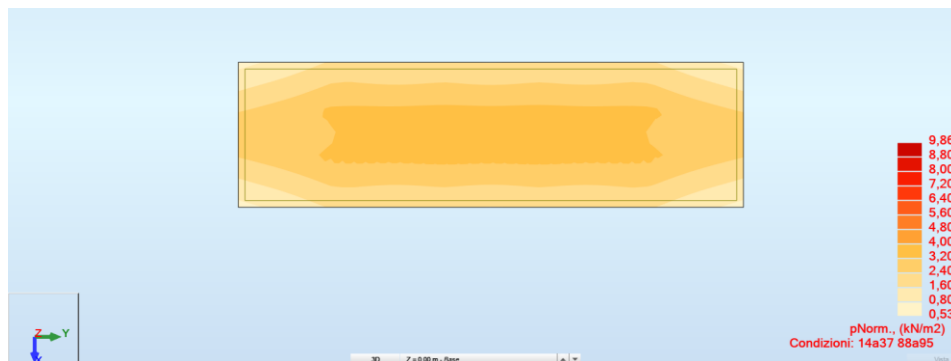 9,86
8,80
8,00
7,20
6,40
5,60
4,80
4,00
3,20
2,40
1,60
0,80
0,53
pNorm., (kN/m2)
Condizioni: 14a37 88a95
Z Y
X
3D Z = 0.00 m - Base